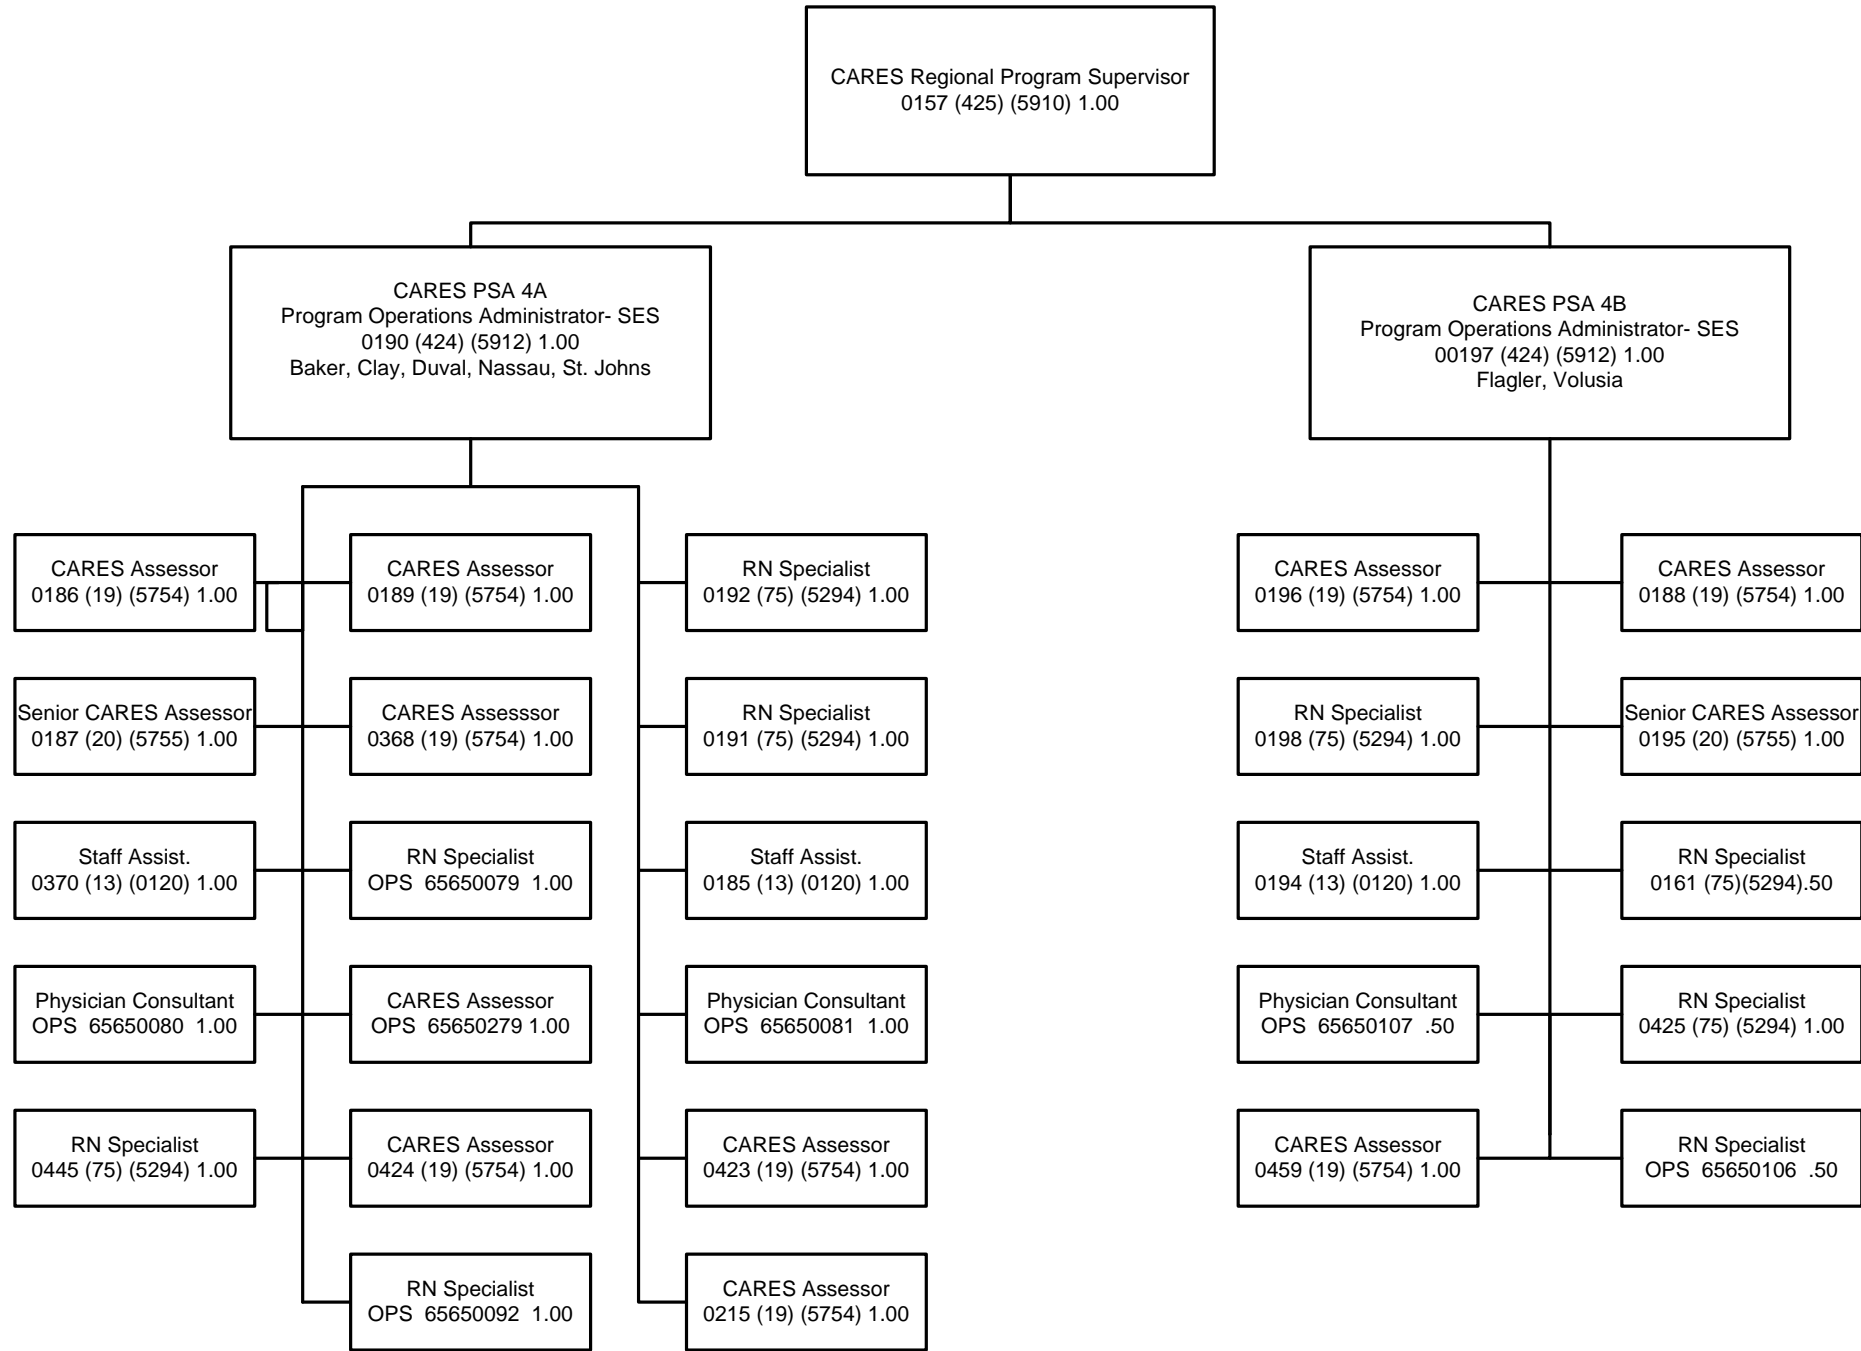 CARES Regional Program Supervisor
0157 (425) (5910) 1.00
CARES PSA 4A
Program Operations Administrator- SES
0190 (424) (5912) 1.00
Baker, Clay, Duval, Nassau, St. Johns
CARES PSA 4B
Program Operations Administrator- SES
00197 (424) (5912) 1.00
Flagler, Volusia
CARES Assessor
0186 (19) (5754) 1.00
CARES Assessor
0189 (19) (5754) 1.00
RN Specialist
0192 (75) (5294) 1.00
CARES Assessor
0196 (19) (5754) 1.00
CARES Assessor
0188 (19) (5754) 1.00
Senior CARES Assessor
0187 (20) (5755) 1.00
CARES Assesssor
0368 (19) (5754) 1.00
RN Specialist
0191 (75) (5294) 1.00
RN Specialist
0198 (75) (5294) 1.00
Senior CARES Assessor
0195 (20) (5755) 1.00
Staff Assist.
0370 (13) (0120) 1.00
RN Specialist
OPS 65650079 1.00
Staff Assist.
0185 (13) (0120) 1.00
Staff Assist.
0194 (13) (0120) 1.00
RN Specialist
0161 (75)(5294).50
Physician Consultant
OPS 65650080 1.00
CARES Assessor
OPS 65650279 1.00
Physician Consultant
OPS 65650081 1.00
Physician Consultant
OPS 65650107 .50
RN Specialist
0425 (75) (5294) 1.00
RN Specialist
0445 (75) (5294) 1.00
CARES Assessor
0424 (19) (5754) 1.00
CARES Assessor
0423 (19) (5754) 1.00
CARES Assessor
0459 (19) (5754) 1.00
RN Specialist
OPS 65650106 .50
RN Specialist
OPS 65650092 1.00
CARES Assessor
0215 (19) (5754) 1.00